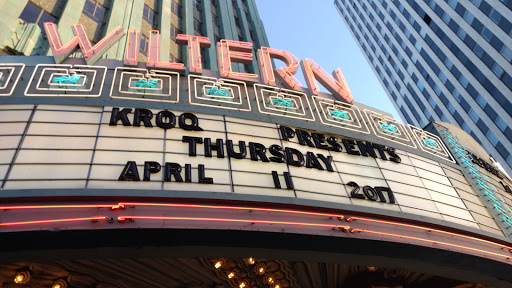 WILTERN
KROQ PRESENTS
THURSDAY
APRIL 11 2017